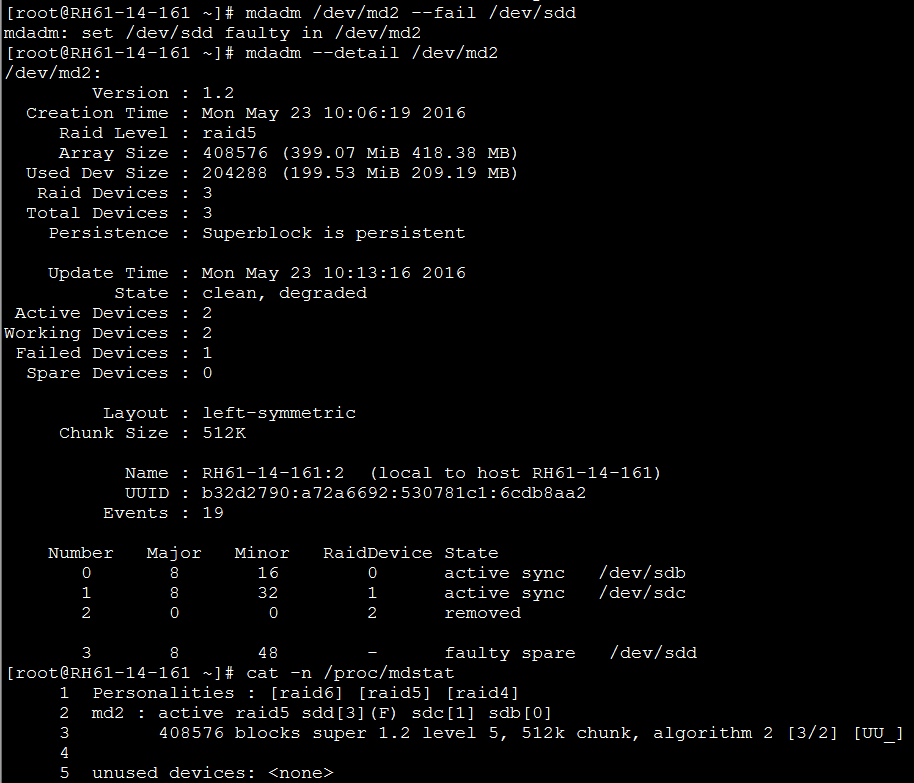 [root@RH61-14-161 ~]# mdadm /dev/md2 --fail /dev/sdd
mdadm: set /dev/sdd faulty in /dev/md2
[root@RH61-14-161 ~]# mdadm --detail /dev/md2
/dev/md2:
        Version : 1.2
  Creation Time : Mon May 23 10:06:19 2016
     Raid Level : raid5
     Array Size : 408576 (399.07 MiB 418.38 MB)
  Used Dev Size : 204288 (199.53 MiB 209.19 MB)
   Raid Devices : 3
  Total Devices : 3
    Persistence : Superblock is persistent

    Update Time : Mon May 23 10:13:16 2016
          State : clean, degraded
 Active Devices : 2
Working Devices : 2
 Failed Devices : 1
  Spare Devices : 0

         Layout : left-symmetric
     Chunk Size : 512K

           Name : RH61-14-161:2  (local to host RH61-14-161)
           UUID : b32d2790:a72a6692:530781c1:6cdb8aa2
         Events : 19

    Number   Major   Minor   RaidDevice State
       0       8       16        0      active sync   /dev/sdb
       1       8       32        1      active sync   /dev/sdc
       2       0        0        2      removed

       3       8       48        -      faulty spare   /dev/sdd
[root@RH61-14-161 ~]# cat -n /proc/mdstat
     1  Personalities : [raid6] [raid5] [raid4]
     2  md2 : active raid5 sdd[3](F) sdc[1] sdb[0]
     3        408576 blocks super 1.2 level 5, 512k chunk, algorithm 2 [3/2] [UU_]
     4
     5  unused devices: <none>